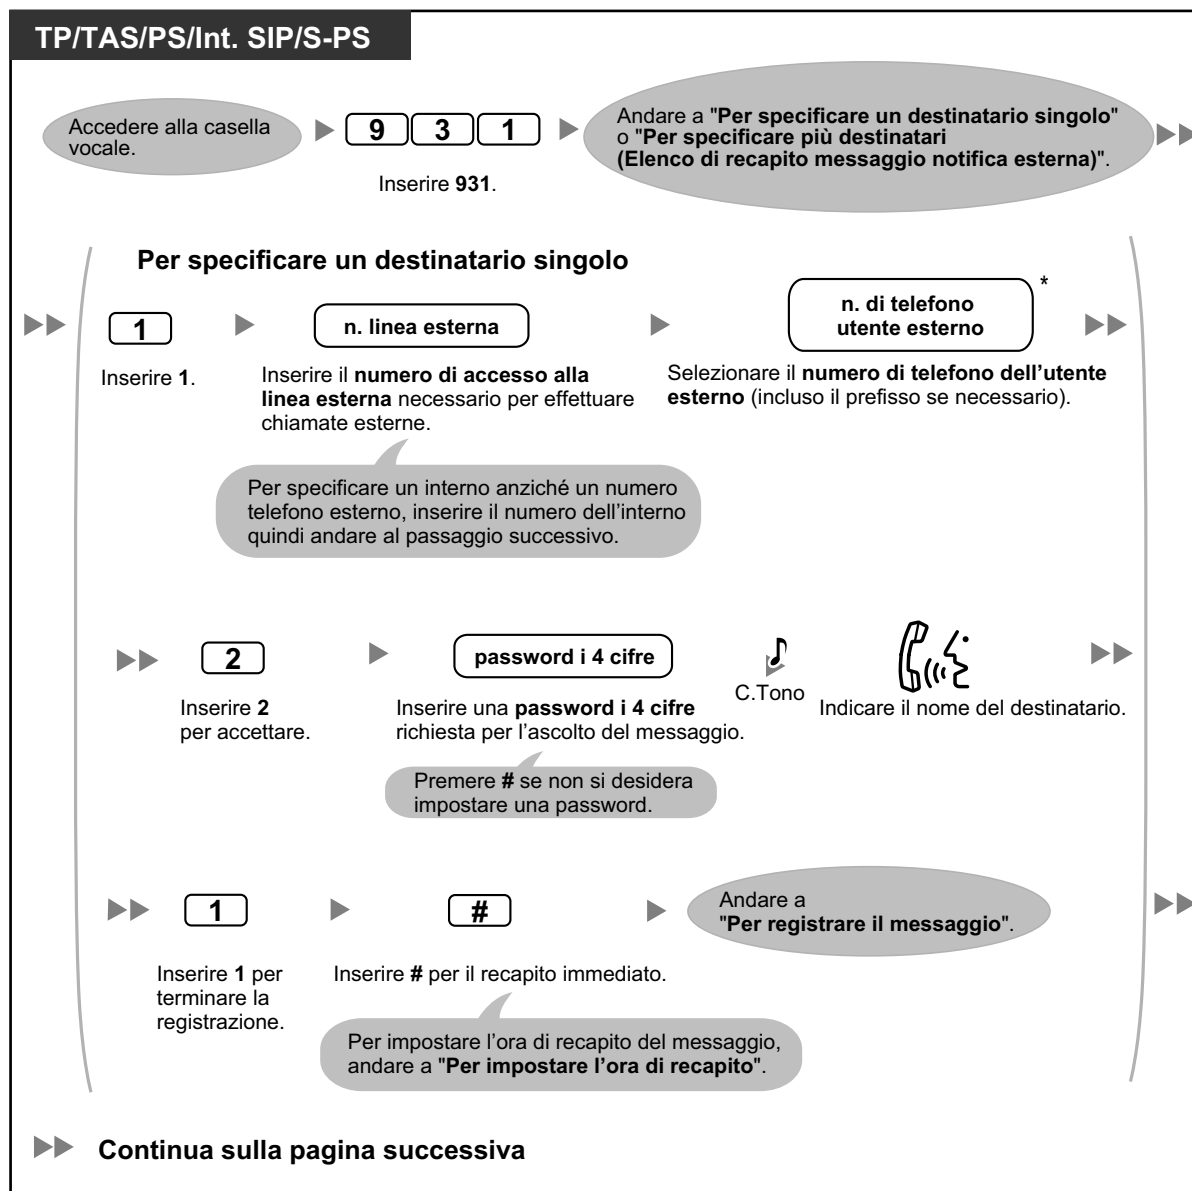 TP/TAS/PS/Int. SIP/S-PS
Accedere alla casella
vocale.
9 3 1
Inserire 931.
Andare a "Per specificare un destinatario singolo"
o "Per specificare più destinatari
(Elenco di recapito messaggio notifica esterna)".
Per specificare un destinatario singolo
1
Inserire 1.
n. linea esterna
Inserire il numero di accesso alla
linea esterna necessario per effettuare
chiamate esterne.
n. di telefono
utente esterno
*
Selezionare il numero di telefono dell'utente
esterno (incluso il prefisso se necessario).
Per specificare un interno anziché un numero
telefono esterno, inserire il numero dell'interno
quindi andare al passaggio successivo.
2
Inserire 2
per accettare.
password i 4 cifre
Inserire una password i 4 cifre
richiesta per l'ascolto del messaggio.
Premere # se non si desidera
impostare una password.
C.Tono
Indicare il nome del destinatario.
1
Inserire 1 per
terminare la
registrazione.
#
Inserire # per il recapito immediato.
Per impostare l'ora di recapito del messaggio,
andare a "Per impostare l'ora di recapito".
Andare a
"Per registrare il messaggio".
Continua sulla pagina successiva